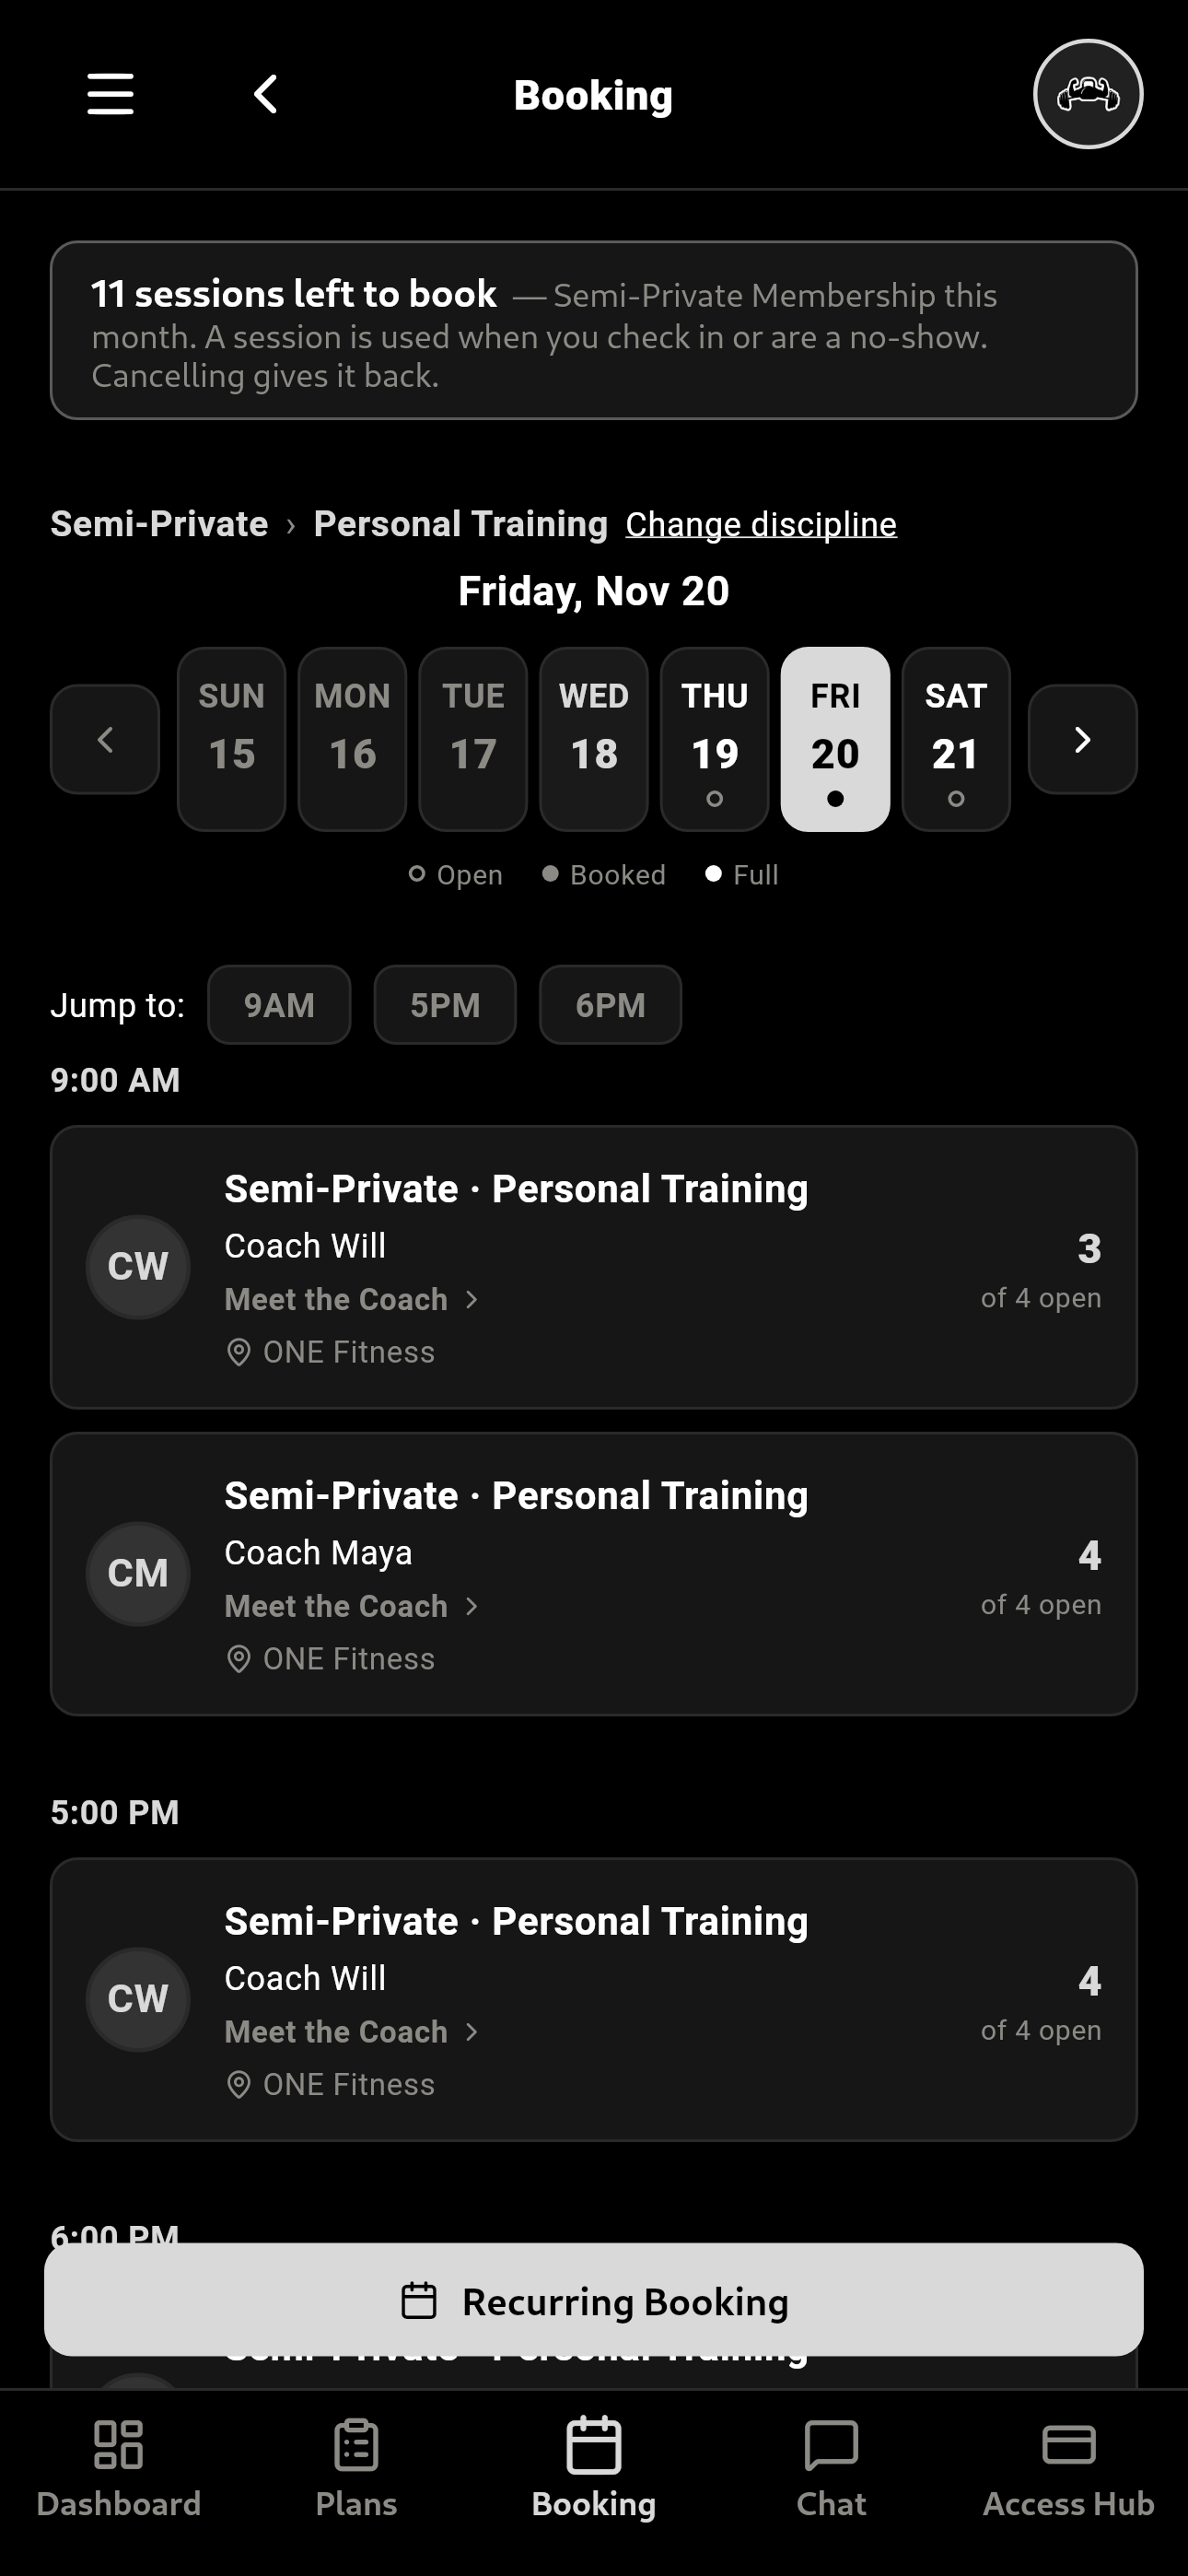 Booking
11 sessions left to book — Semi-Private Membership this
month. A session is used when you check in or are a no-show.
Cancelling gives it back.
Semi-Private › Personal Training Change discipline
Friday, Nov 20
SUN MON TUE WED THU FRI SAT
15 16 17 18 19 20 21
Open Booked Full
Jump to: 9AM 5PM 6PM
9:00 AM
Semi-Private · Personal Training
CW
Coach Will
3
Meet the Coach
of 4 open
ONE Fitness
Semi-Private · Personal Training
CM
Coach Maya
4
Meet the Coach
of 4 open
ONE Fitness
5:00 PM
Semi-Private · Personal Training
CW
Coach Will
4
Meet the Coach
of 4 open
ONE Fitness
6:00 PM
Recurring Booking
Semi-Private · Personal Training
Dashboard Plans Booking Chat Access Hub